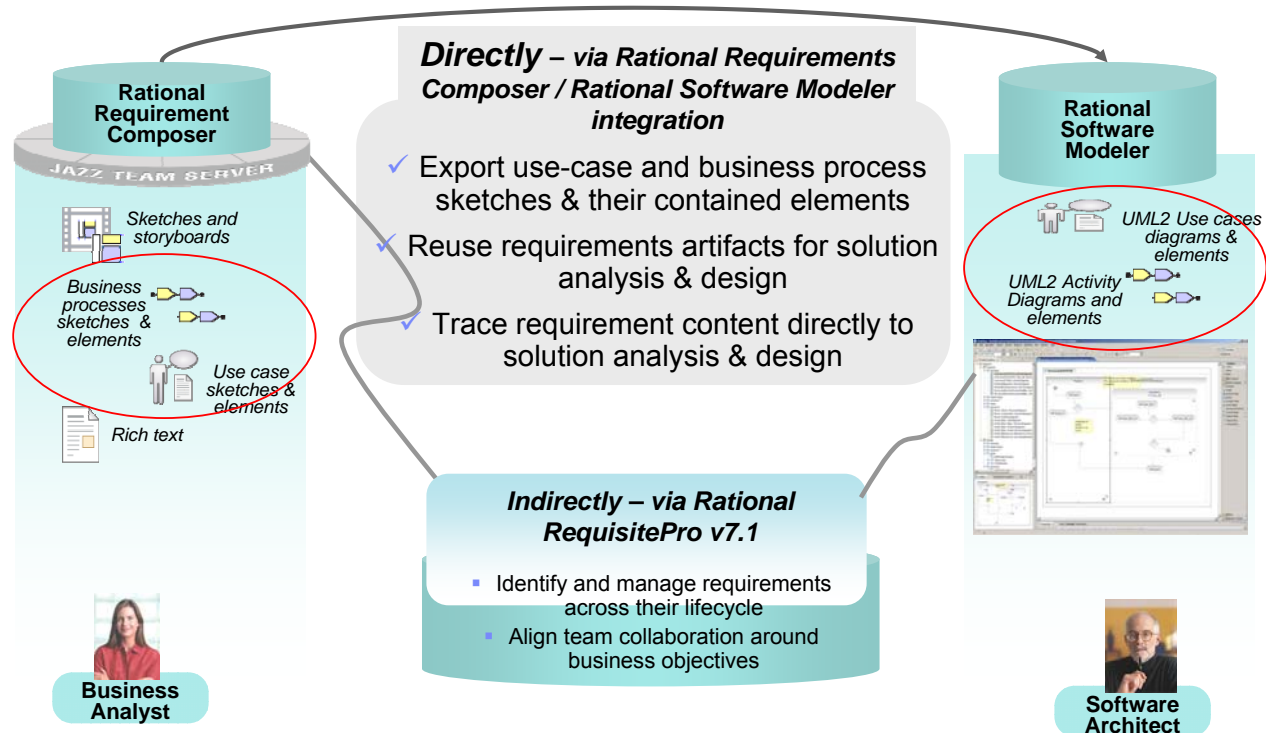 Rational
Requirement
Composer
JAZZ TEAM SERVER
Sketches and
storyboards
Business
processes
sketches &
elements
Use case
sketches &
elements
Rich text
Business
Analyst
Directly – via Rational Requirements
Composer / Rational Software Modeler
integration
✓ Export use-case and business process
sketches & their contained elements
✓ Reuse requirements artifacts for solution
analysis & design
✓ Trace requirement content directly to
solution analysis & design
Indirectly – via Rational
RequisitePro v7.1
▪ Identify and manage requirements
across their lifecycle
▪ Align team collaboration around
business objectives
Rational
Software
Modeler
UML2 Use cases
diagrams &
elements
UML2 Activity
Diagrams and
elements
Software
Architect